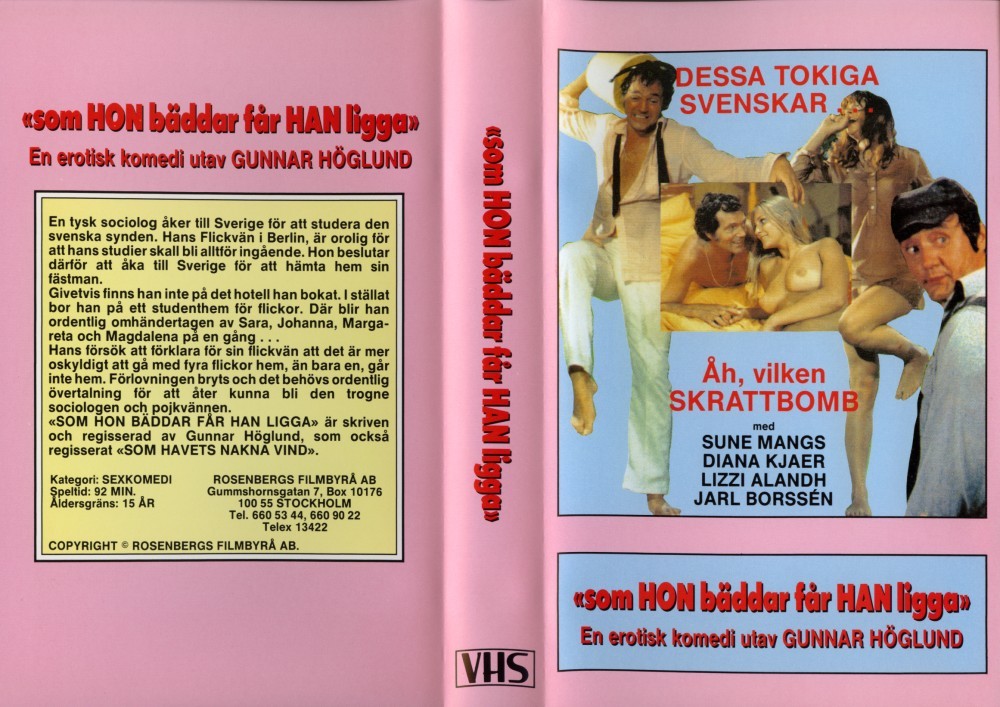 «som HON bäddar får HAN ligga»
En erotisk komedi utav GUNNAR HÖGLUND
En tysk sociolog åker till Sverige för att studera den
svenska synden. Hans Flickvän i Berlin, är orolig för
att hans studier skall bli alltför ingående. Hon beslutar
därför att åka till Sverige för att hämta hem sin
fästman.
Givetvis finns han inte på det hotell han bokat. I stället
bor han på ett studenthem för flickor. Där blir han
ordentlig omhändertagen av Sara, Johanna, Marga-
reta och Magdalena på en gång . . .
Hans försök att förklara för sin flickvän att det är mer
oskyldigt att gå med fyra flickor hem, än bara en, går
inte hem. Förlovningen bryts och det behövs ordentlig
övertalning för att åter kunna bli den trogne
sociologen och pojkvännen.
«SOM HON BÄDDAR FÅR HAN LIGGA» är skriven
och regisserad av Gunnar Höglund, som också
regisserat «SOM HAVETS NAKNA VIND».
Kategori: SEXKOMEDI
Speltid: 92 MIN.
Åldersgräns: 15 ÅR
ROSENBERGS FILMBYRÅ AB
Gummshornsgatan 7, Box 10176
100 55 STOCKHOLM
Tel. 660 53 44, 660 90 22
Telex 13422
COPYRIGHT © ROSENBERGS FILMBYRÅ AB.
«som HON bäddar får HAN ligga»
VHS
DESSA TOKIGA
SVENSKAR . . .
Åh, vilken
SKRATTBOMB
med
SUNE MANGS
DIANA KJAER
LIZZI ALANDH
JARL BORSSÉN
«som HON bäddar får HAN ligga»
En erotisk komedi utav GUNNAR HÖGLUND